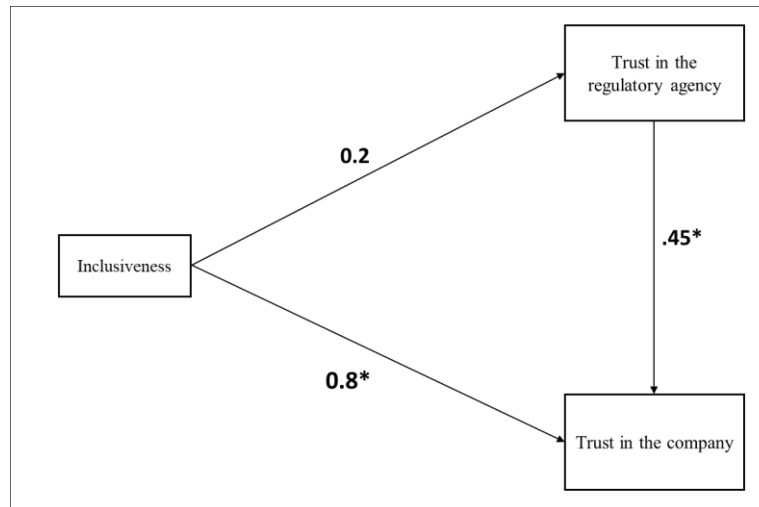 Trust in the
regulatory agency
0.2
.45*
Inclusiveness
0.8*
Trust in the company